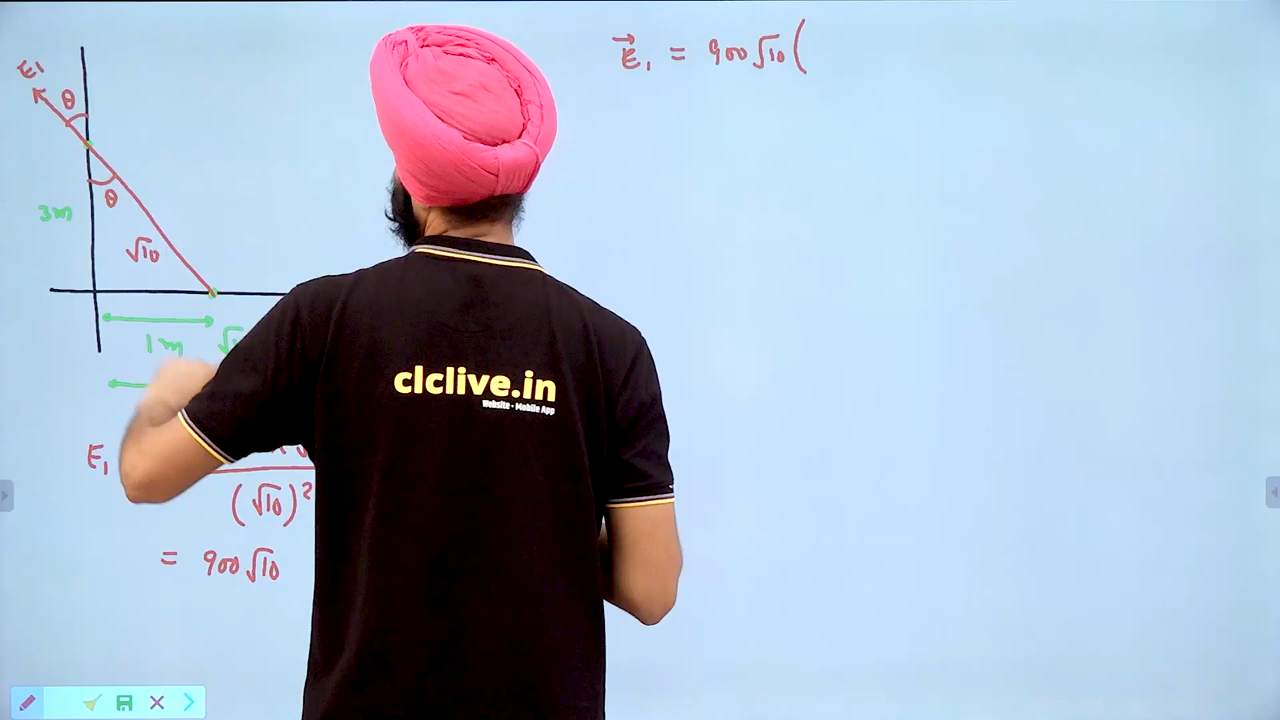 E1
θ
θ
3m
√10
1m
E1
(√10)²
= 900√10
E⃗1 = 900√10 (
clclive.in
Website - Mobile App